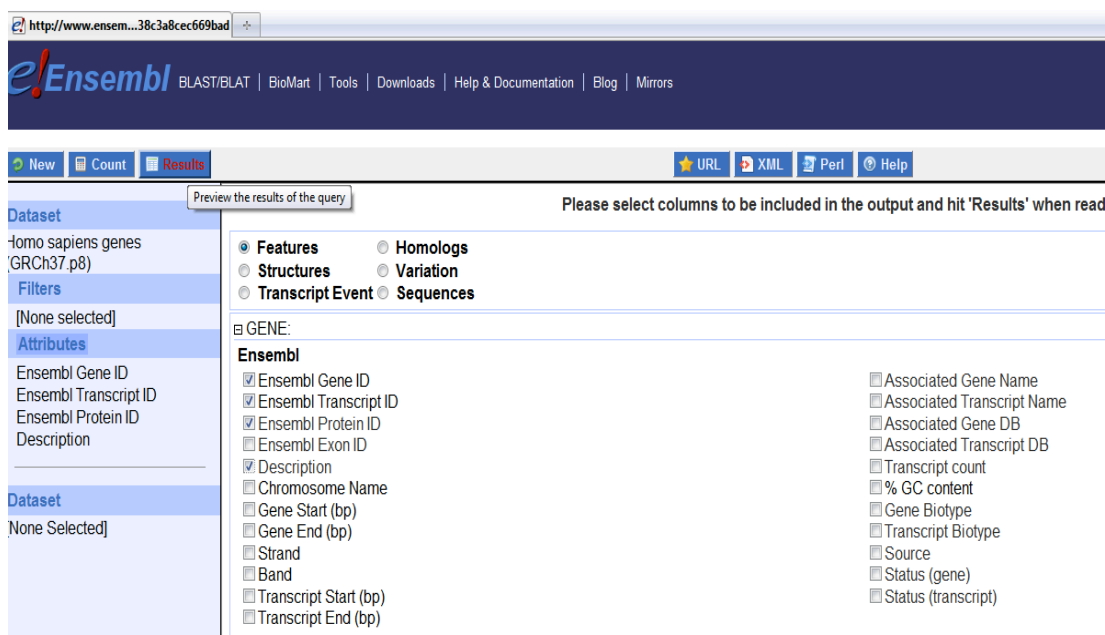 http://www.ensem...38c3a8cec669bad
e!Ensembl BLAST/BLAT | BioMart | Tools | Downloads | Help & Documentation | Blog | Mirrors
New Count Results URL XML Perl Help
Preview the results of the query
Please select columns to be included in the output and hit 'Results' when read
Dataset
Homo sapiens genes
(GRCh37.p8)
Filters
[None selected]
Attributes
Ensembl Gene ID
Ensembl Transcript ID
Ensembl Protein ID
Description
Dataset
[None Selected]
Features Homologs
Structures Variation
Transcript Event Sequences
GENE:
Ensembl
Ensembl Gene ID
Ensembl Transcript ID
Ensembl Protein ID
Ensembl Exon ID
Description
Chromosome Name
Gene Start (bp)
Gene End (bp)
Strand
Band
Transcript Start (bp)
Transcript End (bp)
Associated Gene Name
Associated Transcript Name
Associated Gene DB
Associated Transcript DB
Transcript count
% GC content
Gene Biotype
Transcript Biotype
Source
Status (gene)
Status (transcript)